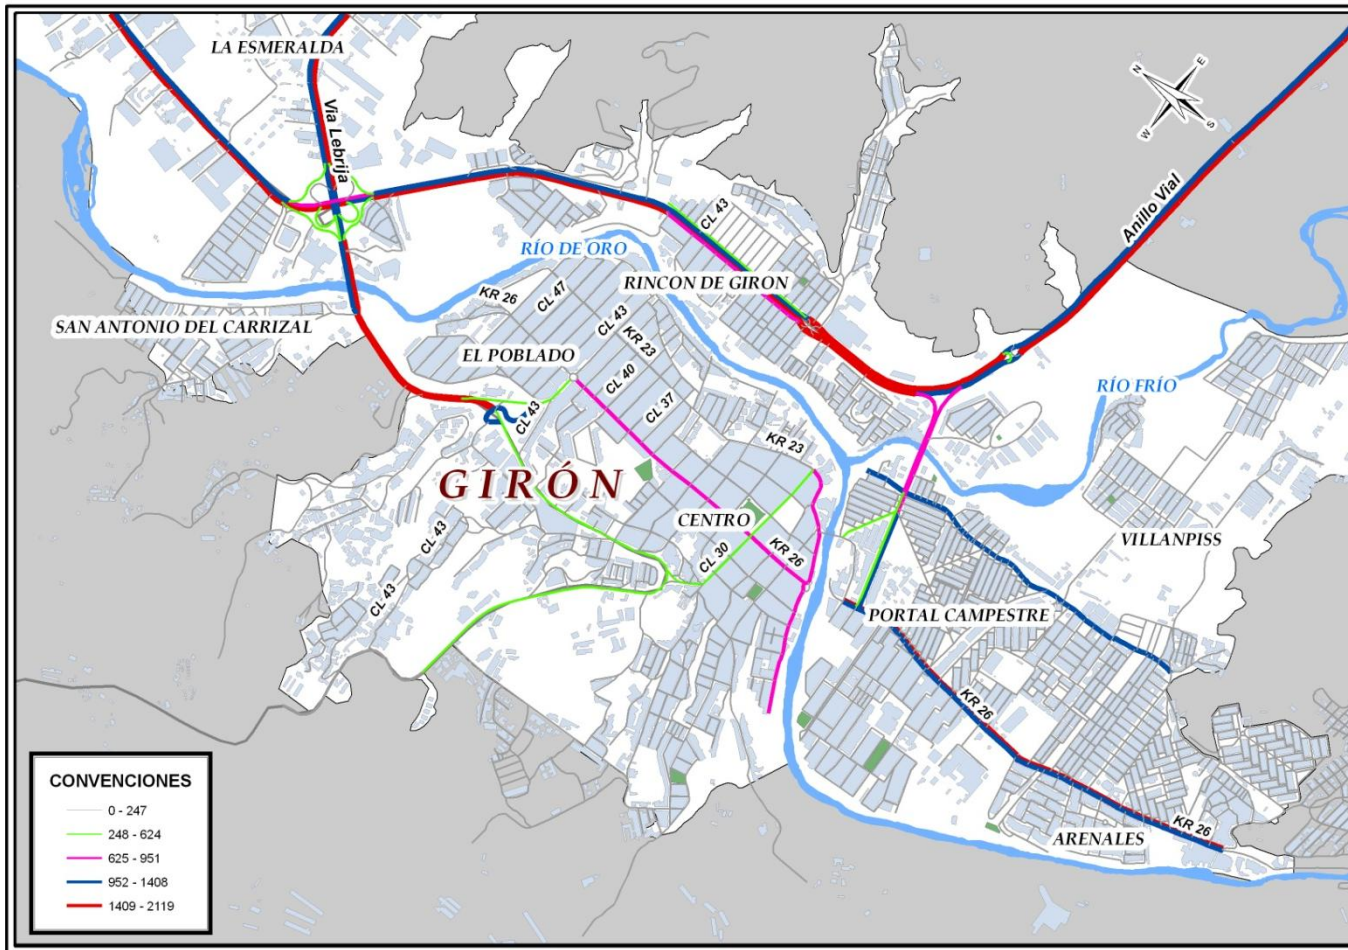 LA ESMERALDA
Via Lebrija
N
E
W
S
Anillo Vial
CL 43
RÍO DE ORO
RINCON DE GIRON
KR 26
CL 47
CL 43
KR 23
SAN ANTONIO DEL CARRIZAL
EL POBLADO
CL 40
RÍO FRÍO
CL 37
CL 43
KR 23
GIRÓN
CENTRO
CL 43
VILLANPISS
CL 30
KR 26
CL 43
PORTAL CAMPESTRE
KR 26
KR 26
ARENALES
CONVENCIONES
0 - 247
248 - 624
625 - 951
952 - 1408
1409 - 2119